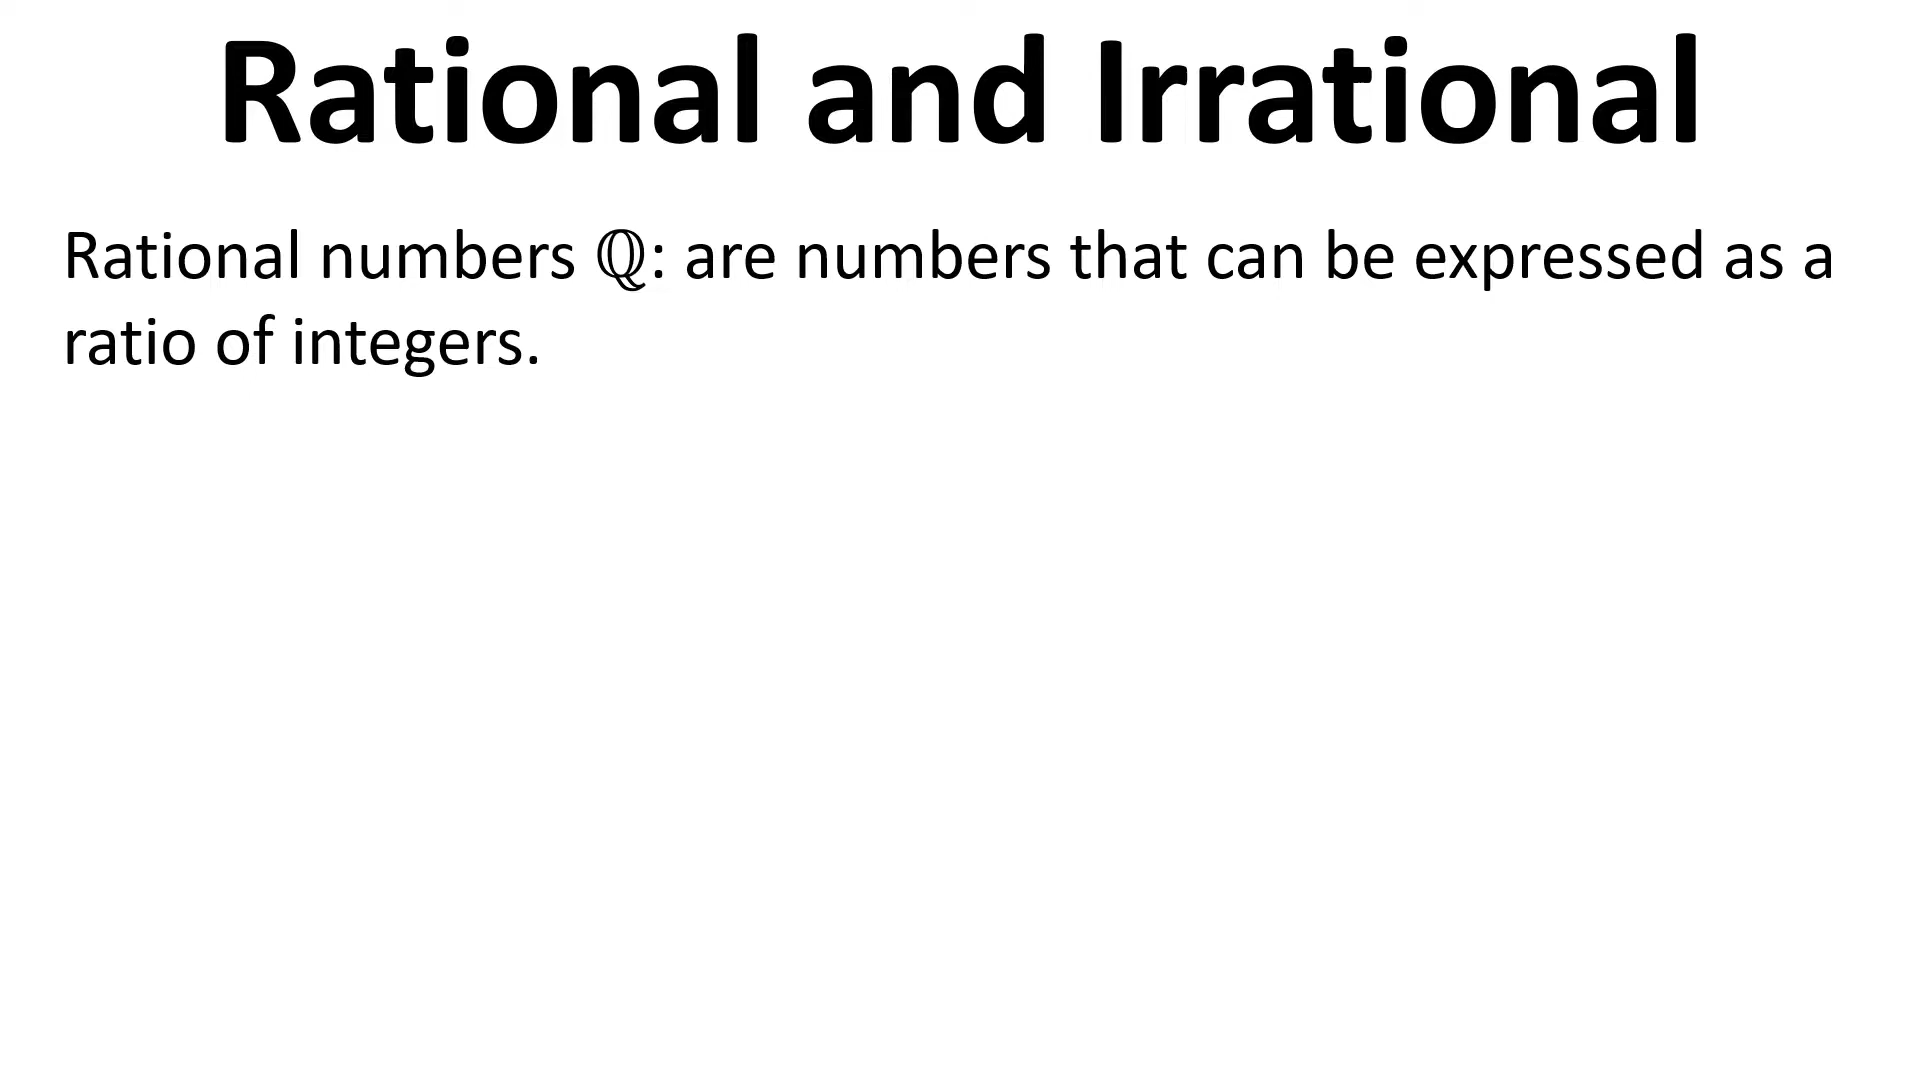 Rational and Irrational
Rational numbers ℚ: are numbers that can be expressed as a
ratio of integers.